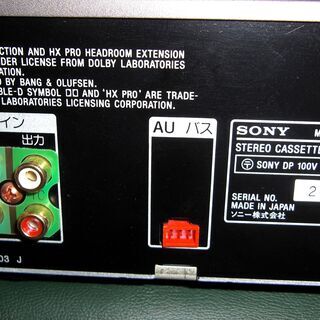 CTION AND HX PRO HEADROOM EXTENSION
DER LICENSE FROM DOLBY LABORATORIES
RATION.
D BY BANG & OLUFSEN.
BLE-D SYMBOL DD AND 'HX PRO' ARE TRADE-
LABORATORIES LICENSING CORPORATION.
イン
出力
AU バス
SONY M
STEREO CASSETTE
SONY DP 100V
SERIAL NO. 2
MADE IN JAPAN
ソニー株式会社
03 J